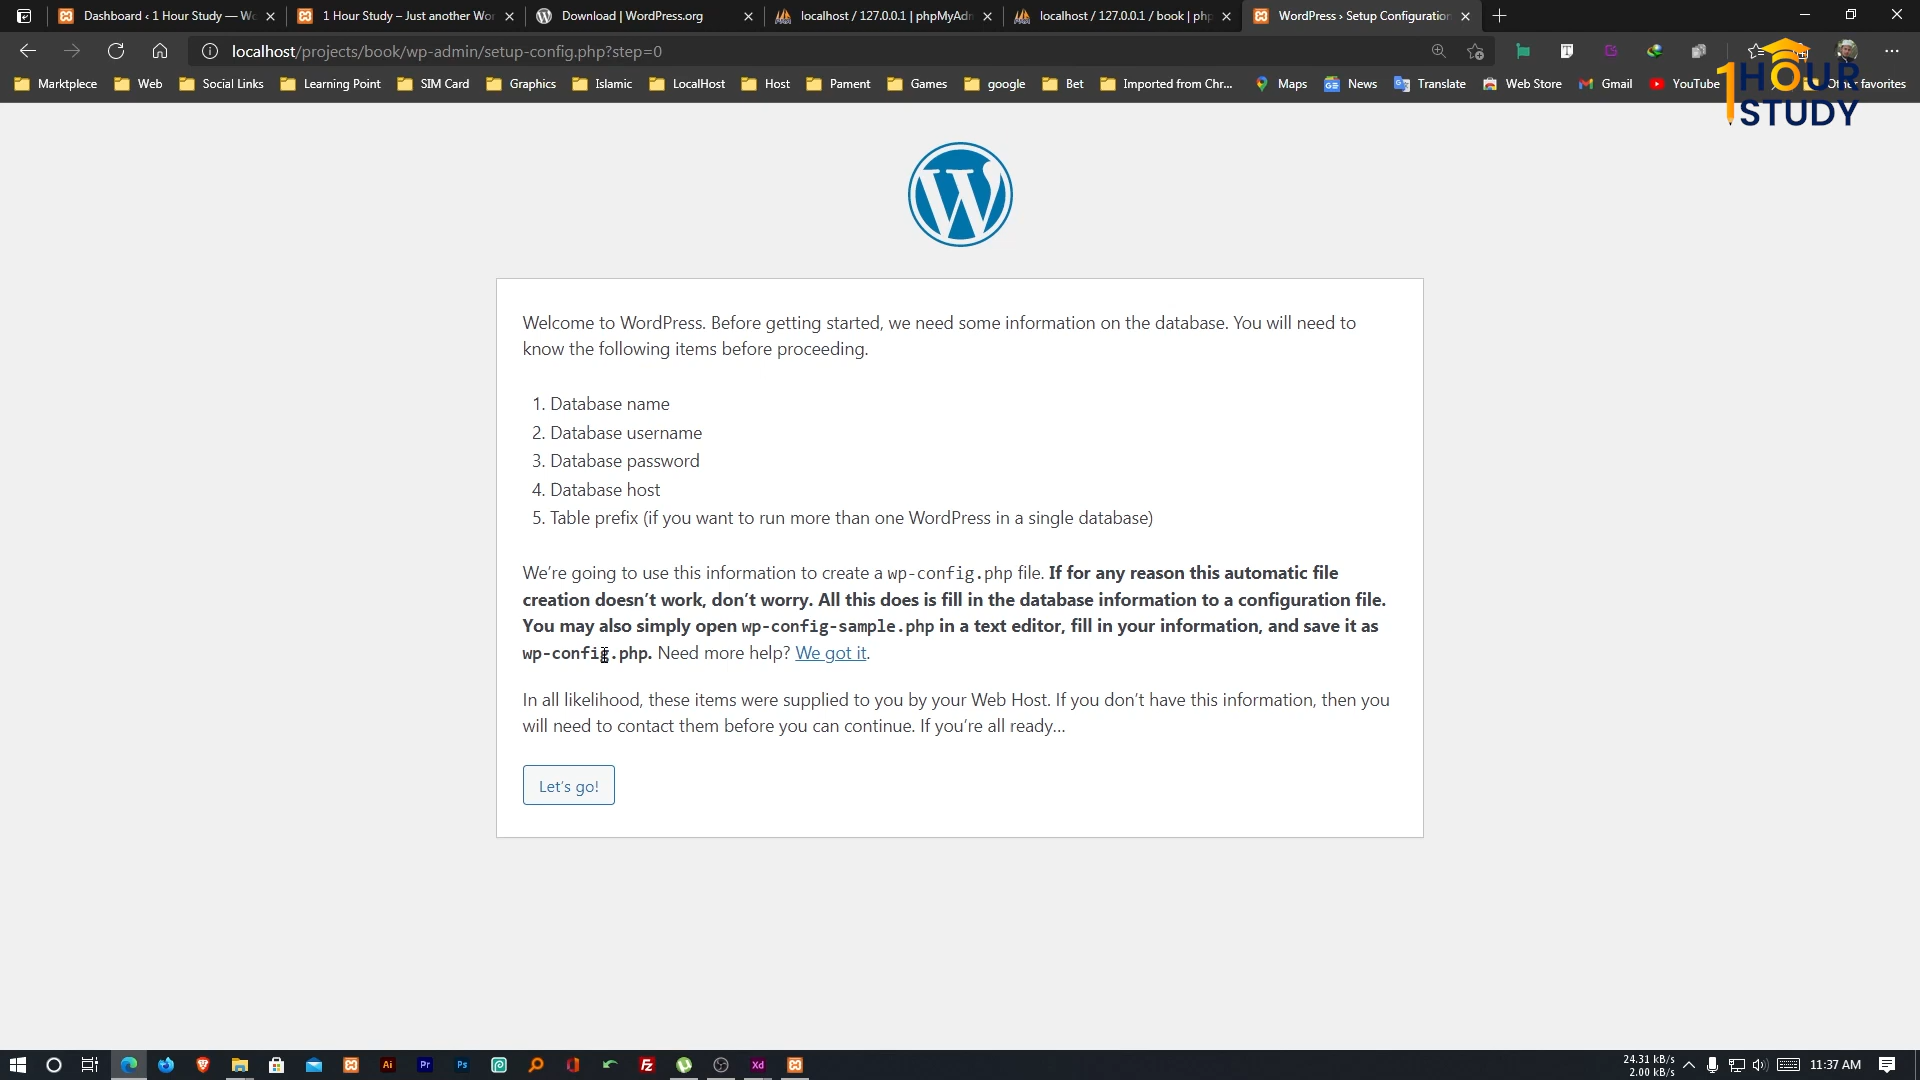 Dashboard ‹ 1 Hour Study — Wo
1 Hour Study – Just another Wor
Download | WordPress.org
localhost / 127.0.0.1 | phpMyAdm
localhost / 127.0.0.1 / book | php
WordPress › Setup Configuration
localhost/projects/book/wp-admin/setup-config.php?step=0
Marktplece
Web
Social Links
Learning Point
SIM Card
Graphics
Islamic
LocalHost
Host
Pament
Games
google
Bet
Imported from Chr...
Maps
News
Translate
Web Store
Gmail
YouTube
Other favorites
1HOUR
STUDY
W
Welcome to WordPress. Before getting started, we need some information on the database. You will need to
know the following items before proceeding.
1. Database name
2. Database username
3. Database password
4. Database host
5. Table prefix (if you want to run more than one WordPress in a single database)
We’re going to use this information to create a wp-config.php file. If for any reason this automatic file
creation doesn’t work, don’t worry. All this does is fill in the database information to a configuration file.
You may also simply open wp-config-sample.php in a text editor, fill in your information, and save it as
wp-config.php. Need more help? We got it.
In all likelihood, these items were supplied to you by your Web Host. If you don’t have this information, then you
will need to contact them before you can continue. If you’re all ready…
Let’s go!
Ai
Pr
Ps
Fz
Xd
24.31 kB/s
2.00 kB/s
11:37 AM